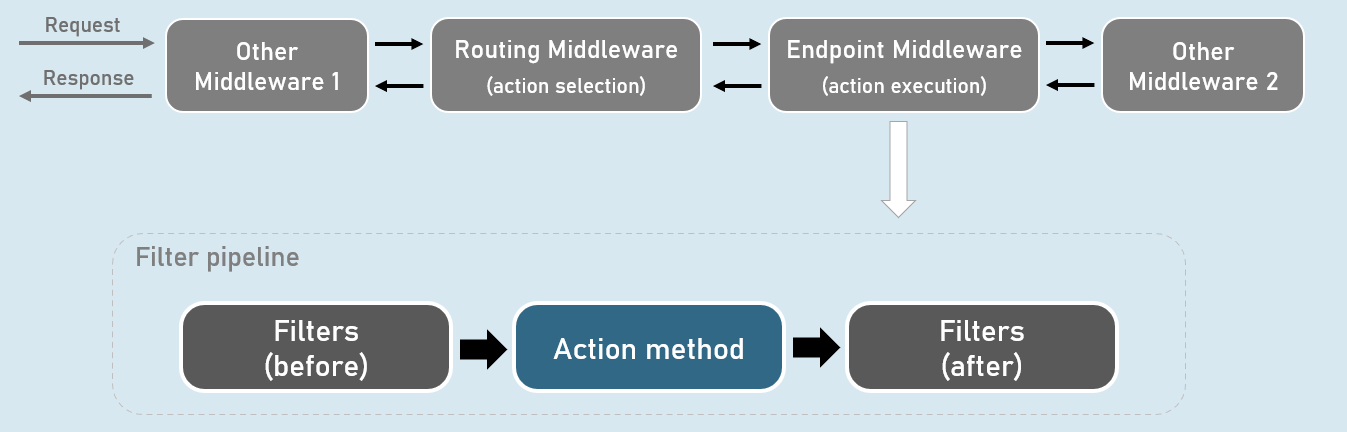 Request
Response
Other
Middleware 1
Routing Middleware
(action selection)
Endpoint Middleware
(action execution)
Other
Middleware 2
Filter pipeline
Filters
(before)
Action method
Filters
(after)